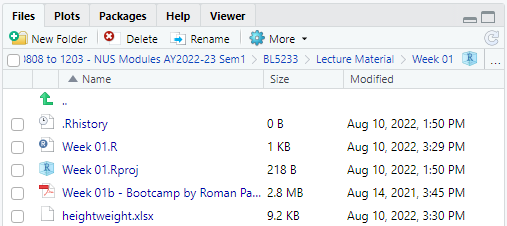 Files Plots Packages Help Viewer
New Folder Delete Rename More
0808 to 1203 - NUS Modules AY2022-23 Sem1 BL5233 Lecture Material Week 01 R ...
Name Size Modified
..
.Rhistory 0 B Aug 10, 2022, 1:50 PM
Week 01.R 1 KB Aug 10, 2022, 3:29 PM
Week 01.Rproj 218 B Aug 10, 2022, 1:50 PM
Week 01b - Bootcamp by Roman Pa... 2.8 MB Aug 14, 2021, 3:45 PM
heightweight.xlsx 9.2 KB Aug 10, 2022, 3:30 PM